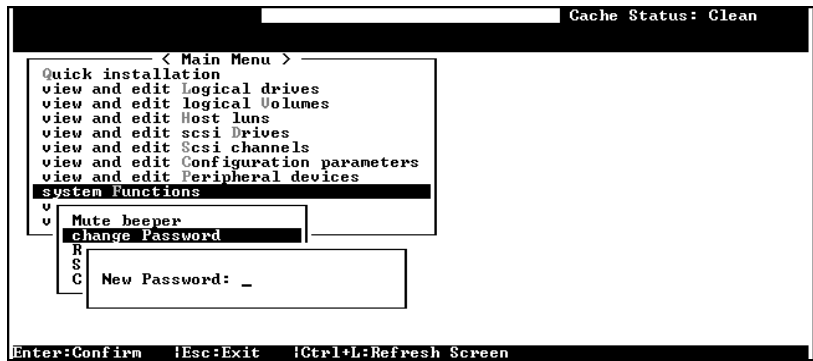 Cache Status: Clean
< Main Menu >
Quick installation
view and edit Logical drives
view and edit logical Volumes
view and edit Host luns
view and edit scsi Drives
view and edit Scsi channels
view and edit Configuration parameters
view and edit Peripheral devices
system Functions
v
v
Mute beeper
change Password
R
S
C
New Password: _
Enter:Confirm |Esc:Exit |Ctrl+L:Refresh Screen